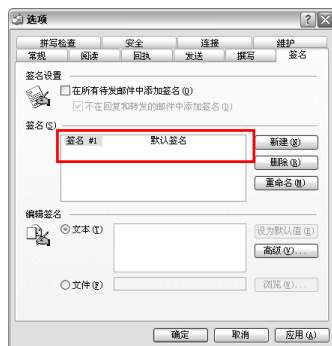 选项
拼写检查 安全 连接 维护
常规 阅读 回执 发送 撰写 签名
签名设置
在所有待发邮件中添加签名(D)
不在回复和转发的邮件中添加签名(Q)
签名(S)
签名 #1 默认签名
新建(N)
删除(R)
重命名(M)
编辑签名
文本(T)
设为默认值(E)
高级(V)...
文件(F)
浏览(W)...
确定 取消 应用(A)